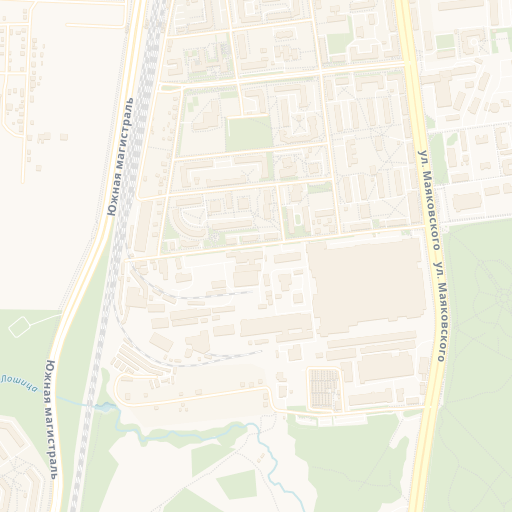 Южная магистраль
ул. Маяковского
ул. Маяковского
Лошица
Южная магистраль